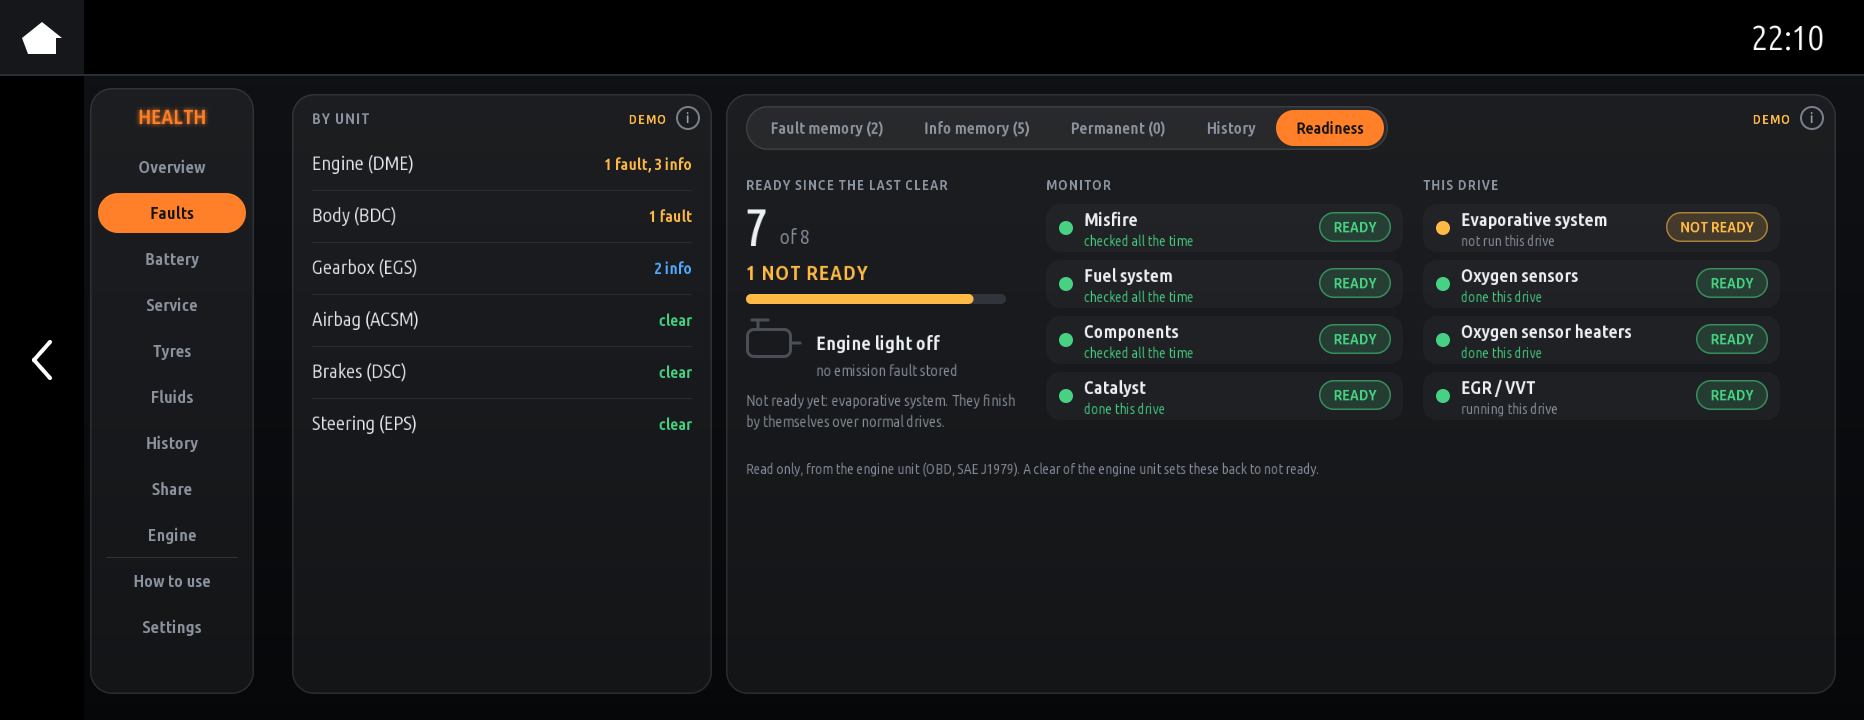 22:10
HEALTH
Overview
Faults
Battery
Service
Tyres
Fluids
History
Share
Engine
How to use
Settings
BY UNIT
DEMO
i
Engine (DME)
1 fault, 3 info
Body (BDC)
1 fault
Gearbox (EGS)
2 info
Airbag (ACSM)
clear
Brakes (DSC)
clear
Steering (EPS)
clear
Fault memory (2)
Info memory (5)
Permanent (0)
History
Readiness
DEMO
i
READY SINCE THE LAST CLEAR
7 of 8
1 NOT READY
Engine light off
no emission fault stored
Not ready yet: evaporative system. They finish
by themselves over normal drives.
MONITOR
Misfire
checked all the time
READY
Fuel system
checked all the time
READY
Components
checked all the time
READY
Catalyst
done this drive
READY
THIS DRIVE
Evaporative system
not run this drive
NOT READY
Oxygen sensors
done this drive
READY
Oxygen sensor heaters
done this drive
READY
EGR / VVT
running this drive
READY
Read only, from the engine unit (OBD, SAE J1979). A clear of the engine unit sets these back to not ready.